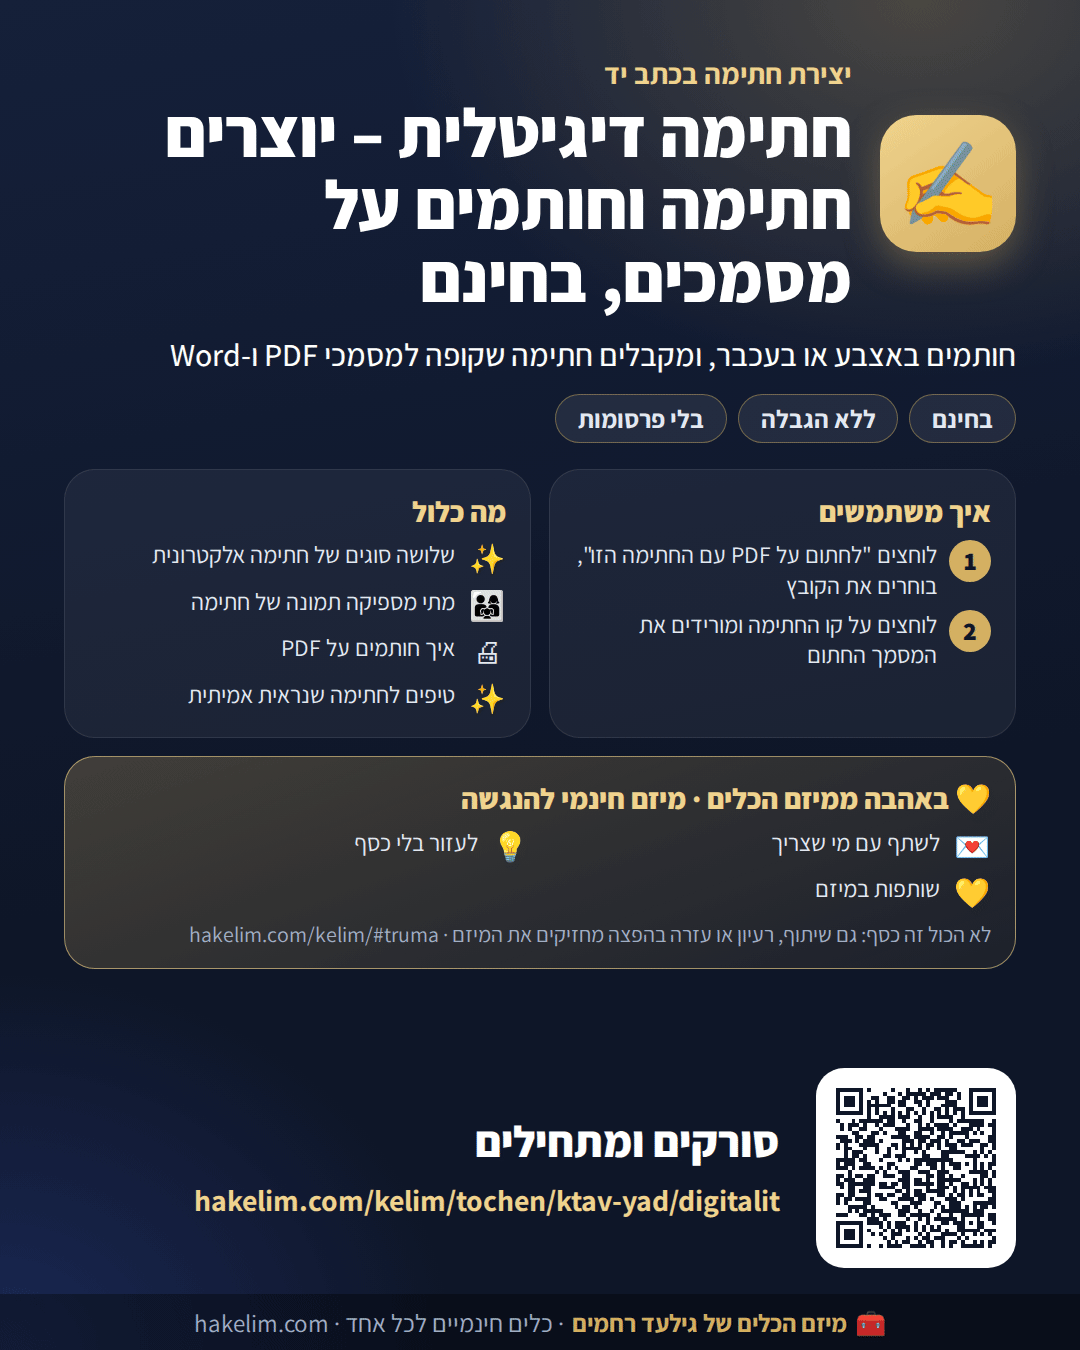 יצירת חתימה בכתב יד
חתימה דיגיטלית – יוצרים
חתימה וחותמים על
מסמכים, בחינם
חותמים באצבע או בעכבר, ומקבלים חתימה שקופה למסמכי PDF ו-Word
בחינם
ללא הגבלה
בלי פרסומות
איך משתמשים
1
לוחצים "לחתום על PDF עם החתימה הזו",
בוחרים את הקובץ
2
לוחצים על קו החתימה ומורידים את
המסמך החתום
מה כלול
שלושה סוגים של חתימה אלקטרונית
מתי מספיקה תמונה של חתימה
איך חותמים על PDF
טיפים לחתימה שנראית אמיתית
באהבה ממיזם הכלים · מיזם חינמי להנגשה
לשתף עם מי שצריך
לעזור בלי כסף
שותפות במיזם
לא הכול זה כסף: גם שיתוף, רעיון או עזרה בהפצה מחזיקים את המיזם · hakelim.com/kelim/#truma
סורקים ומתחילים
hakelim.com/kelim/tochen/ktav-yad/digitalit
מיזם הכלים של גילעד רחמים · כלים חינמיים לכל אחד · hakelim.com